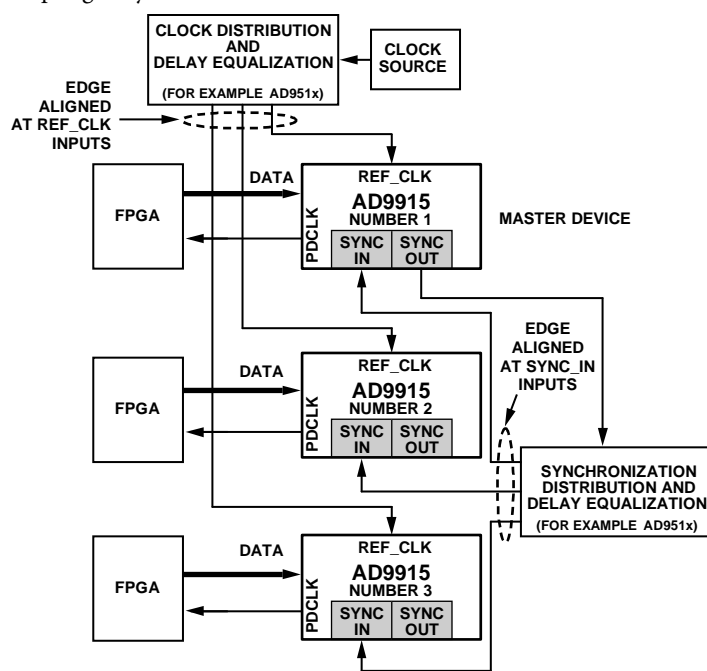 CLOCK DISTRIBUTION
AND
DELAY EQUALIZATION
(FOR EXAMPLE AD951x)
CLOCK
SOURCE
EDGE
ALIGNED
AT REF_CLK
INPUTS
FPGA
DATA
REF_CLK
AD9915
NUMBER 1
PDCLK
SYNC
IN
SYNC
OUT
MASTER DEVICE
EDGE
ALIGNED
AT SYNC_IN
INPUTS
FPGA
DATA
REF_CLK
AD9915
NUMBER 2
PDCLK
SYNC
IN
SYNC
OUT
SYNCHRONIZATION
DISTRIBUTION AND
DELAY EQUALIZATION
(FOR EXAMPLE AD951x)
FPGA
DATA
REF_CLK
AD9915
NUMBER 3
PDCLK
SYNC
IN
SYNC
OUT